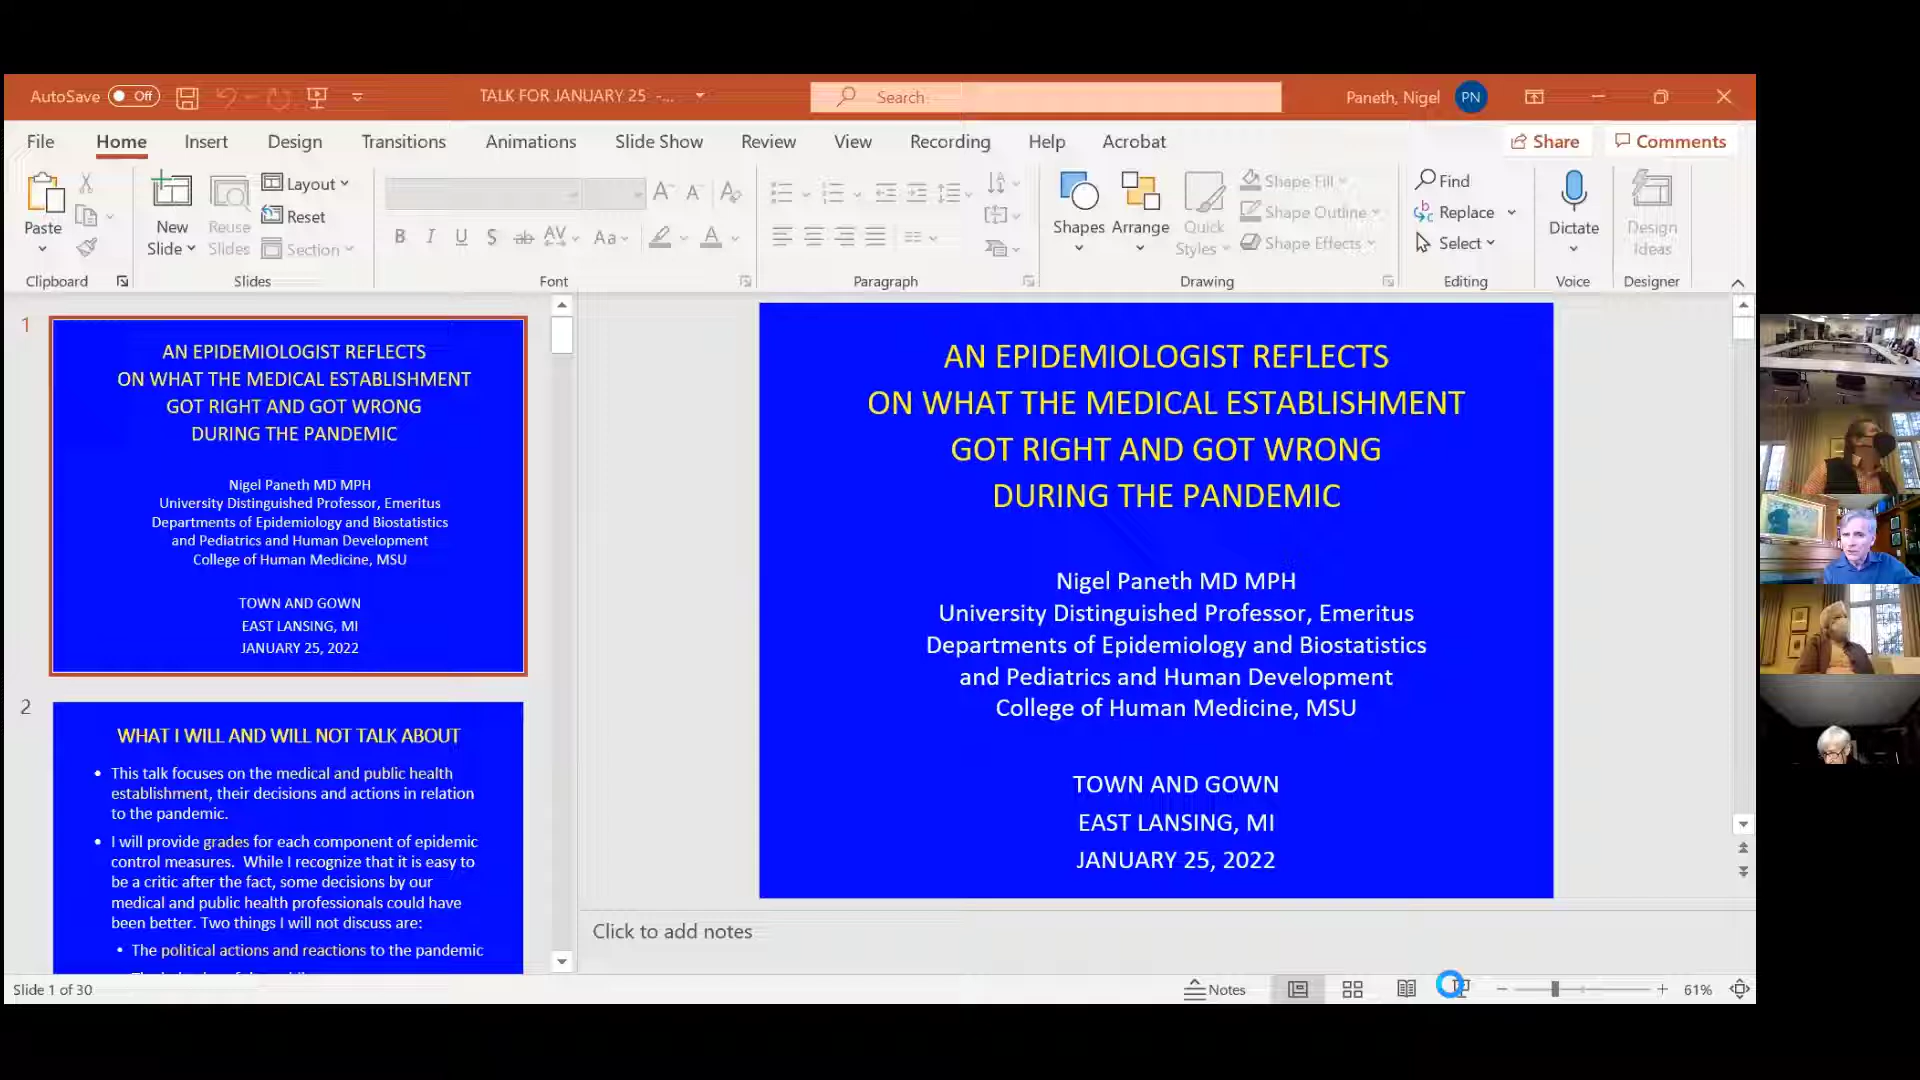 AutoSave Off
TALK FOR JANUARY 25 -...
Search
Paneth, Nigel
PN
File Home Insert Design Transitions Animations Slide Show Review View Recording Help Acrobat
Share
Comments
Paste
New
Slide
Reuse
Slides
Layout
Reset
Section
B I U S ab AV Aa A
Shapes
Arrange
Quick
Styles
Shape Fill
Shape Outline
Shape Effects
Find
Replace
Select
Dictate
Design
Ideas
Clipboard Slides Font Paragraph Drawing Editing Voice Designer
1
AN EPIDEMIOLOGIST REFLECTS
ON WHAT THE MEDICAL ESTABLISHMENT
GOT RIGHT AND GOT WRONG
DURING THE PANDEMIC
Nigel Paneth MD MPH
University Distinguished Professor, Emeritus
Departments of Epidemiology and Biostatistics
and Pediatrics and Human Development
College of Human Medicine, MSU
TOWN AND GOWN
EAST LANSING, MI
JANUARY 25, 2022
2
WHAT I WILL AND WILL NOT TALK ABOUT
• This talk focuses on the medical and public health
establishment, their decisions and actions in relation
to the pandemic.
• I will provide grades for each component of epidemic
control measures. While I recognize that it is easy to
be a critic after the fact, some decisions by our
medical and public health professionals could have
been better. Two things I will not discuss are:
• The political actions and reactions to the pandemic
AN EPIDEMIOLOGIST REFLECTS
ON WHAT THE MEDICAL ESTABLISHMENT
GOT RIGHT AND GOT WRONG
DURING THE PANDEMIC
Nigel Paneth MD MPH
University Distinguished Professor, Emeritus
Departments of Epidemiology and Biostatistics
and Pediatrics and Human Development
College of Human Medicine, MSU
TOWN AND GOWN
EAST LANSING, MI
JANUARY 25, 2022
Click to add notes
Slide 1 of 30
Notes
61%